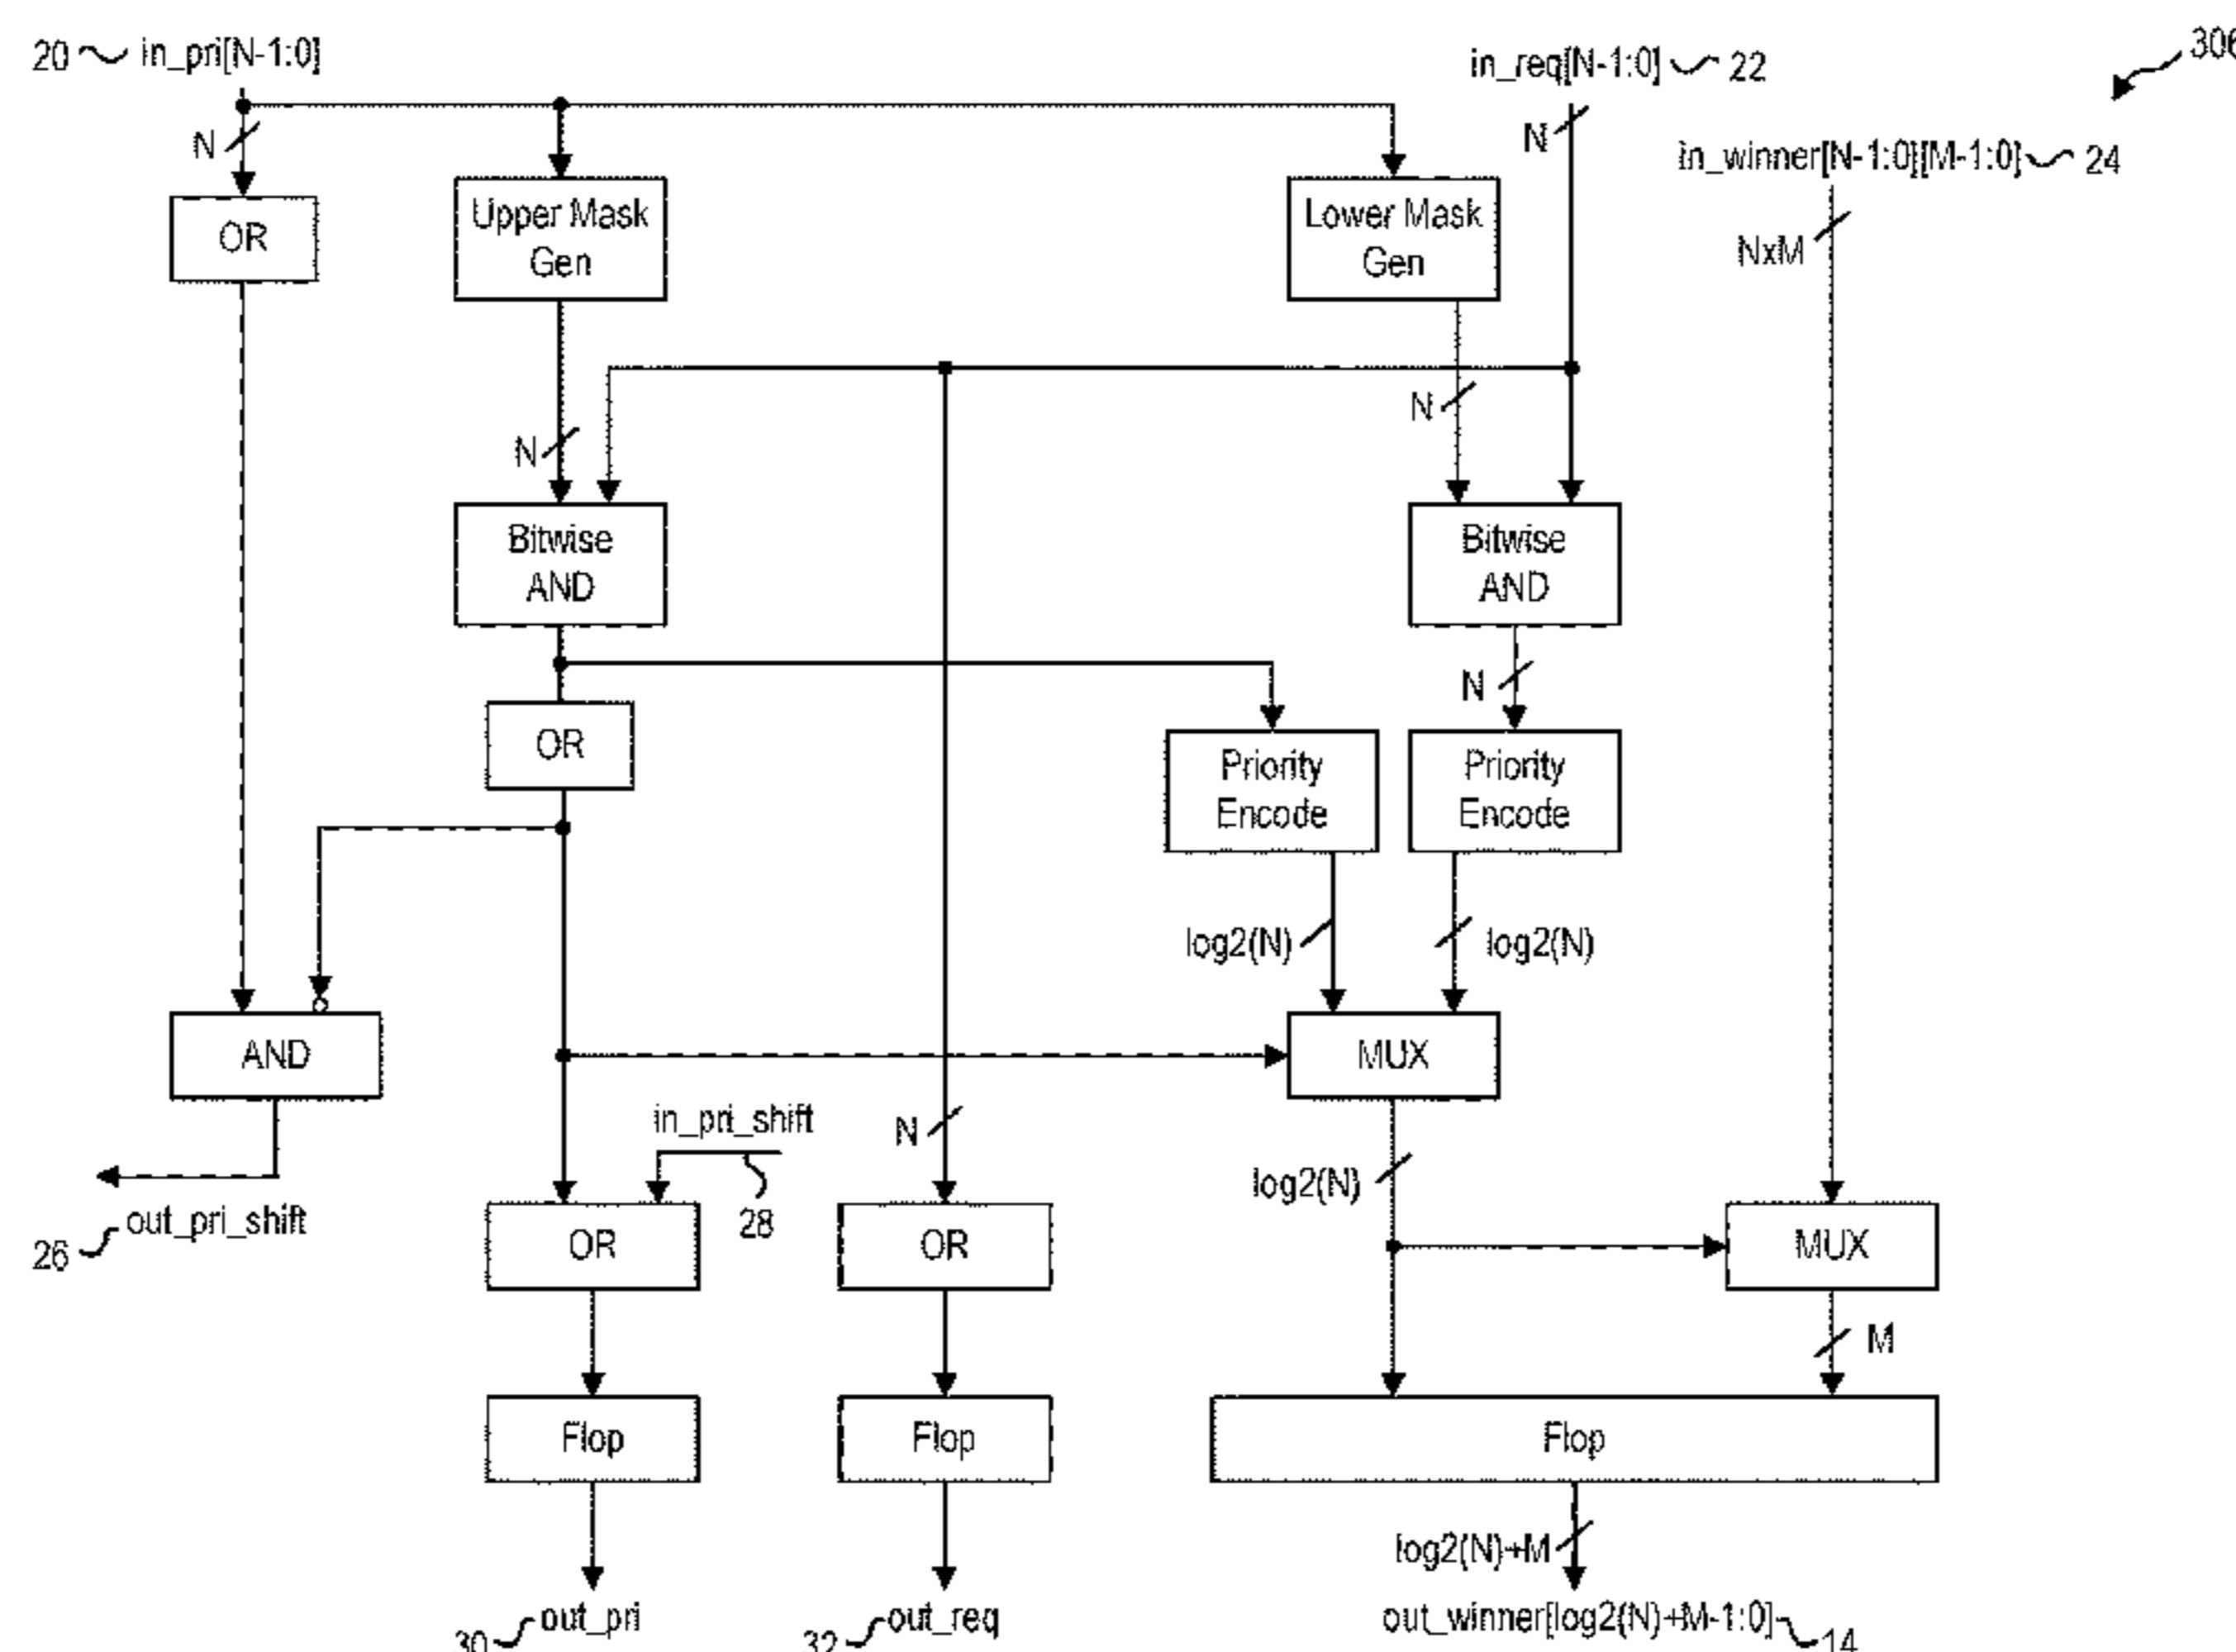 20 in_pri[N-1:0]
in_req[N-1:0] 22
306
N
N
in_winner[N-1:0][M-1:0] 24
OR
Upper Mask
Gen
Lower Mask
Gen
NxM
N
N
Bitwise
AND
Bitwise
AND
N
OR
Priority
Encode
Priority
Encode
log2(N)
log2(N)
AND
MUX
in_pri_shift
N
log2(N)
26 out_pri_shift
28
OR
OR
MUX
M
Flop
Flop
Flop
log2(N)+M
30 out_pri
32 out_req
out_winner[log2(N)+M-1:0] 14